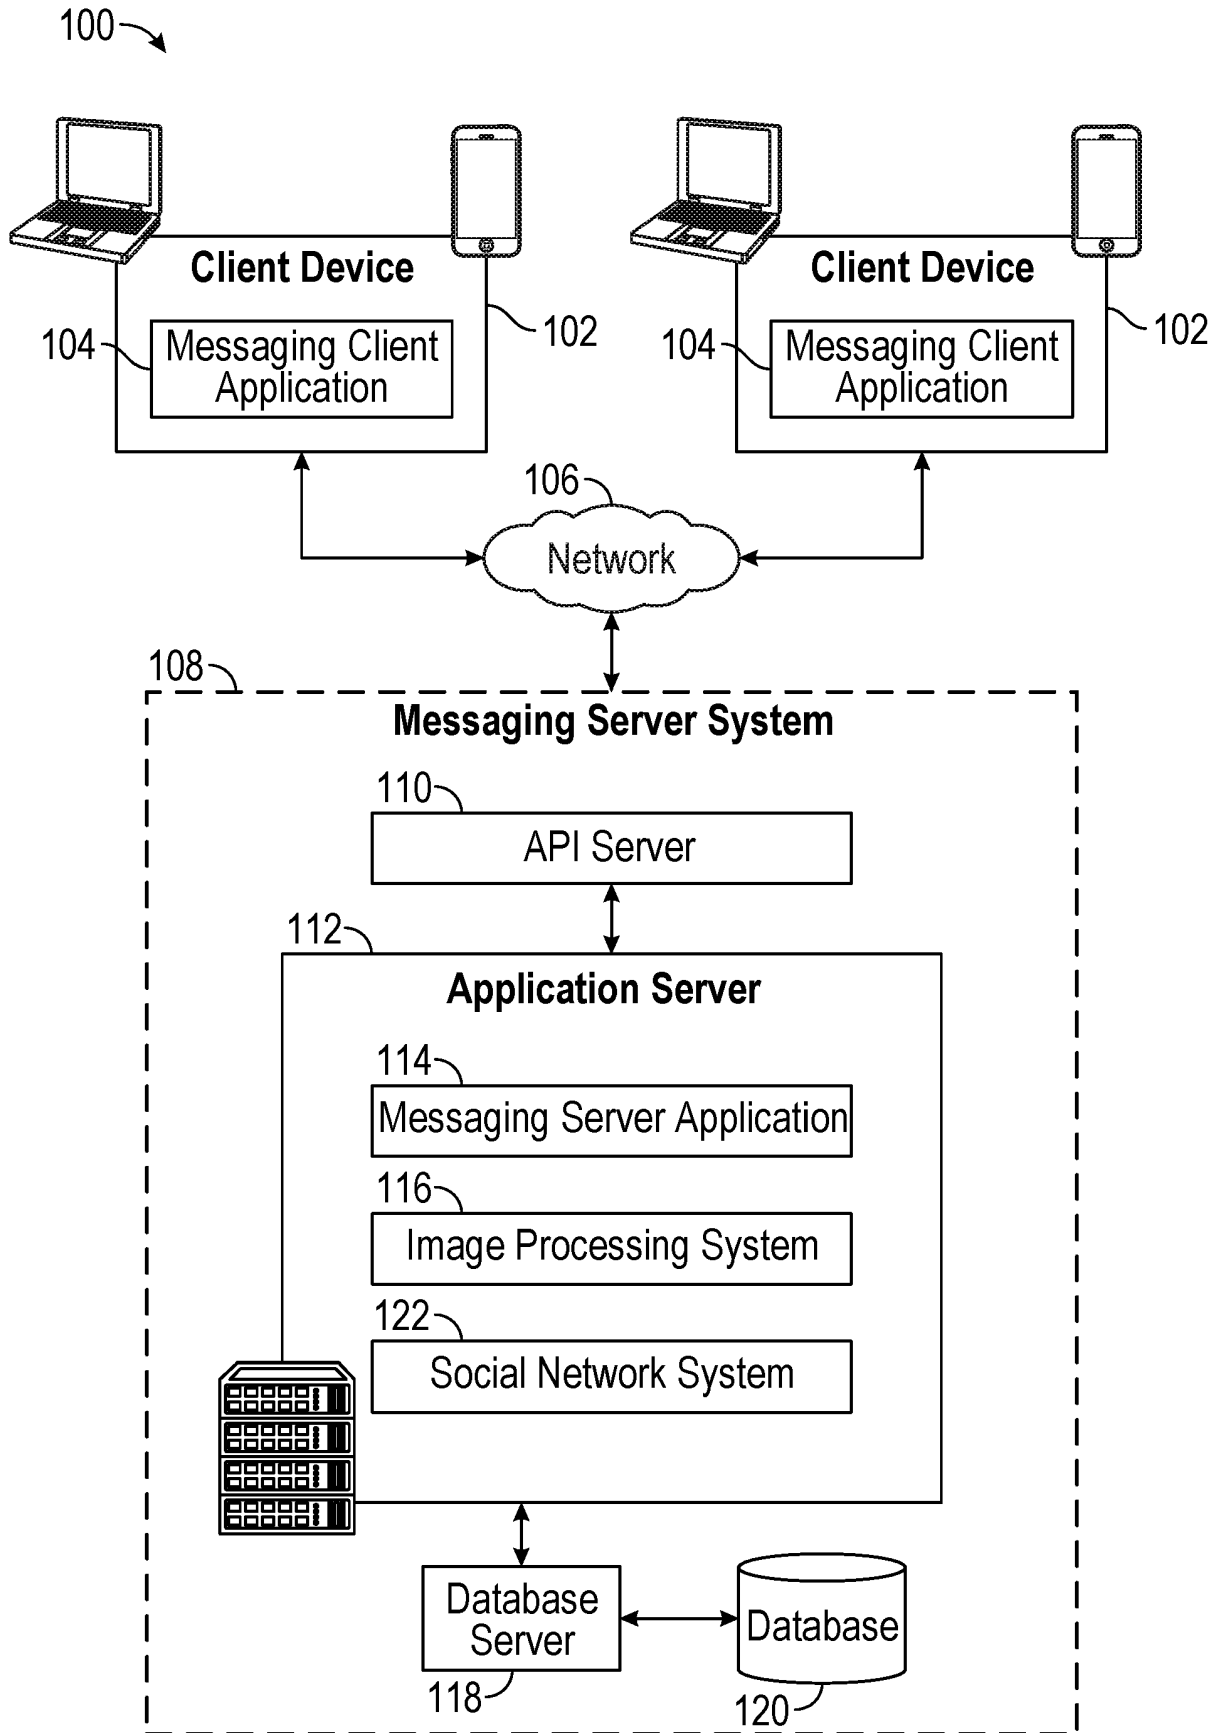 100
Client Device
Client Device
102
102
104
Messaging Client
Application
104
Messaging Client
Application
106
Network
108
Messaging Server System
110
API Server
112
Application Server
114
Messaging Server Application
116
Image Processing System
122
Social Network System
Database
Server
Database
118
120